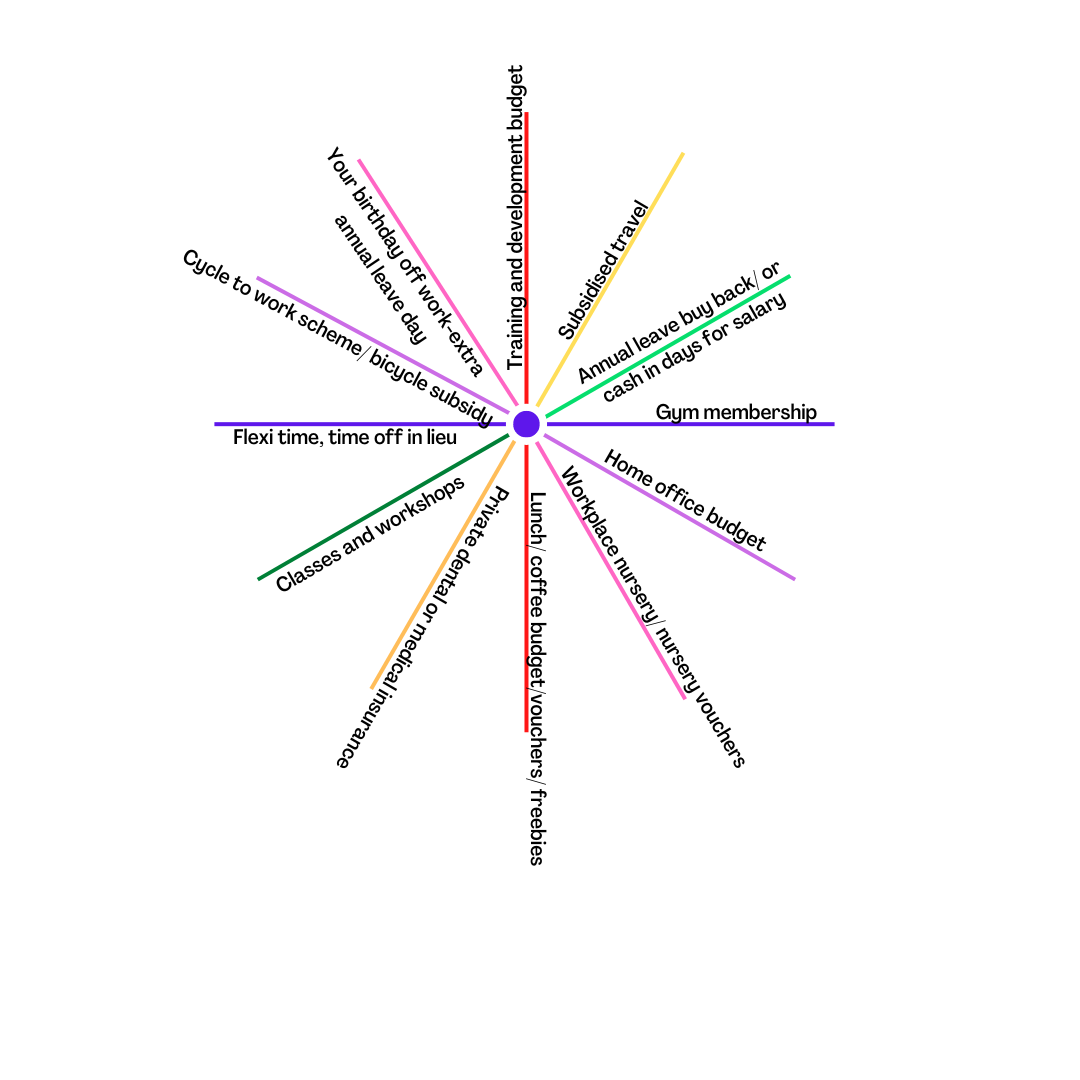 Training and development budget
Subsidised travel
Annual leave buy back/ or
cash in days for salary
Gym membership
Home office budget
Workplace nursery/ nursery vouchers
Lunch/ coffee budget/vouchers/ freebies
Private dental or medical insurance
Classes and workshops
Flexi time, time off in lieu
Cycle to work scheme/ bicycle subsidy
Your birthday off work-extra
annual leave day